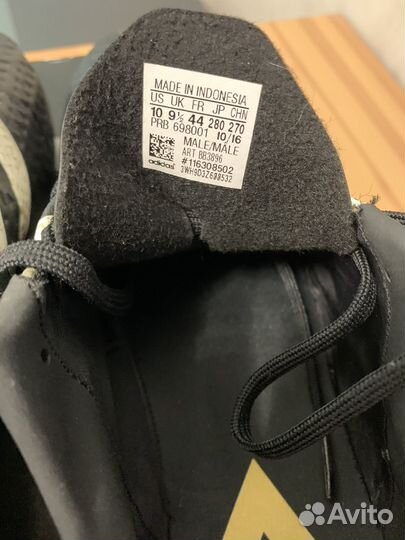 MADE IN INDONESIA
US UK FR JP CHN
10 9½ 44 280 270
PRB 698001 10/16
MALE/MALE
ART BB3896
#116308502
adidas
Avito